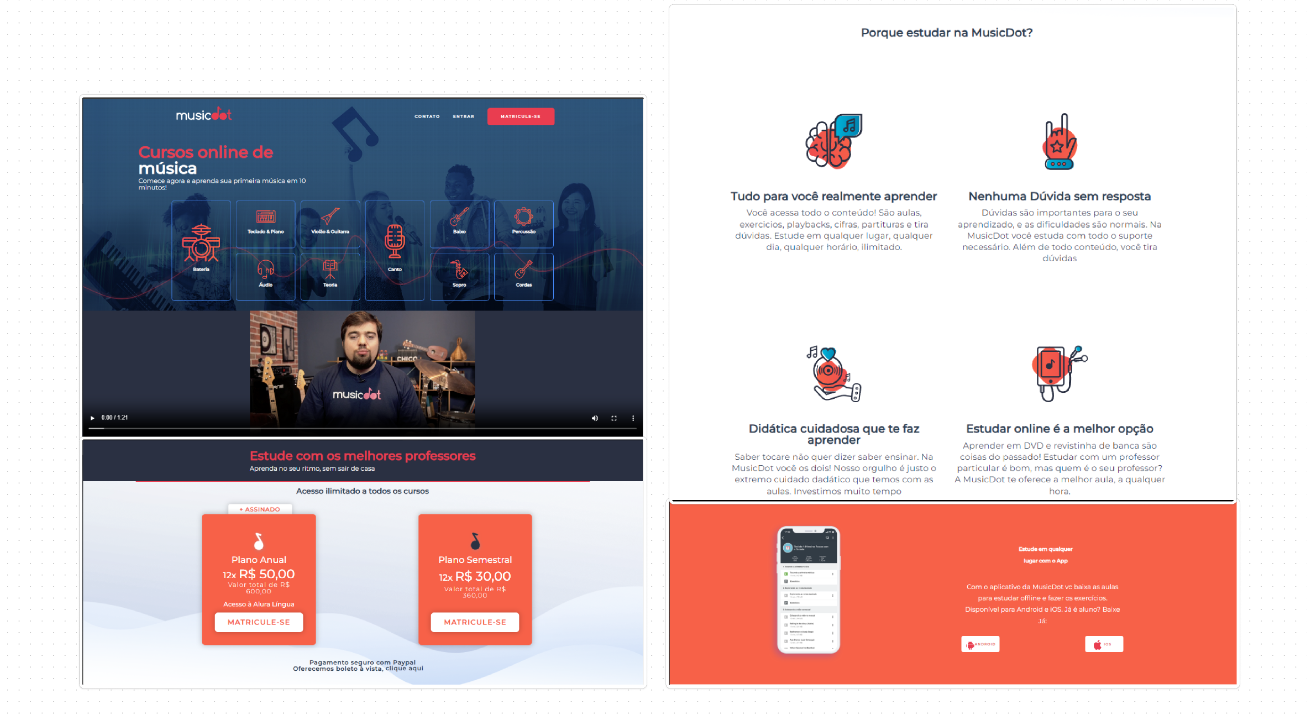 musicdot
CONTATO
ENTRAR
MATRICULE-SE
Cursos online de
música
Comece agora e aprenda sua primeira música em 10
minutos!
Bateria
Teclado & Piano
Violão & Guitarra
Canto
Baixo
Percussão
Áudio
Teoria
Sopro
Cordas
CHECO
musicdot
0:00 / 1:21
Estude com os melhores professores
Aprenda no seu ritmo, sem sair de casa
Acesso ilimitado a todos os cursos
+ ASSINADO
Plano Anual
12x R$ 50,00
Valor total de R$
600,00
Acesso à Alura Língua
MATRICULE-SE
Plano Semestral
12x R$ 30,00
Valor total de R$
360,00
MATRICULE-SE
Pagamento seguro com Paypal
Oferecemos boleto à vista, clique aqui
Porque estudar na MusicDot?
Tudo para você realmente aprender
Você acessa todo o conteúdo! São aulas,
exercicios, playbacks, cifras, partituras e tira
dúvidas. Estude em qualquer lugar, qualquer
dia, qualquer horário, ilimitado.
Nenhuma Dúvida sem resposta
Dúvidas são importantes para o seu
aprendizado, e as dificuldades são normais. Na
MusicDot você estuda com todo o suporte
necessário. Além de todo conteúdo, você tira
dúvidas
Didática cuidadosa que te faz
aprender
Saber tocare não quer dizer saber ensinar. Na
MusicDot você os dois! Nosso orgulho é justo o
extremo cuidado dadático que temos com as
aulas. Investimos muito tempo
Estudar online é a melhor opção
Aprender em DVD e revistinha de banca são
coisas do passado! Estudar com um professor
particular é bom, mas quem é o seu professor?
A MusicDot te oferece a melhor aula, a qualquer
hora.
Estude em qualquer
lugar com o App
Com o aplicativo da MusicDot vc baixa as aulas
para estudar offline e fazer os exercícios.
Disponível para Android e iOS. Já é aluno? Baixe
Já!
ANDROID
IOS